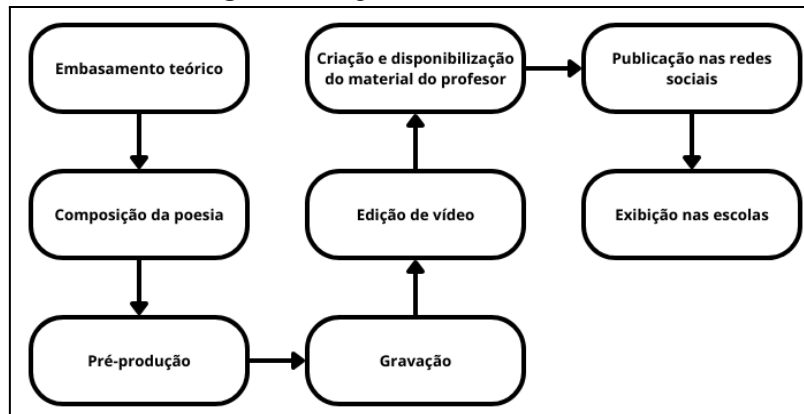 Embasamento teórico
Composição da poesia
Pré-produção
Gravação
Edição de vídeo
Criação e disponibilização
do material do profesor
Publicação nas redes
sociais
Exibição nas escolas